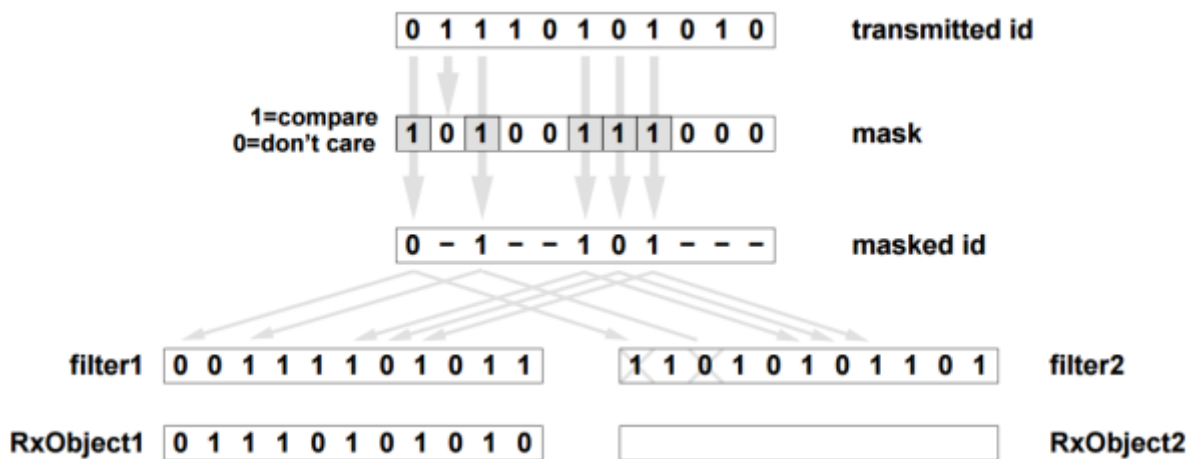 0 1 1 1 0 1 0 1 0 1 0 transmitted id
1=compare
0=don't care
1 0 1 0 0 1 1 1 0 0 0 mask
0 – 1 – – 1 0 1 – – – masked id
filter1 0 0 1 1 1 1 0 1 0 1 1 1 1 0 1 0 1 0 1 1 0 1 filter2
RxObject1 0 1 1 1 0 1 0 1 0 1 0 RxObject2